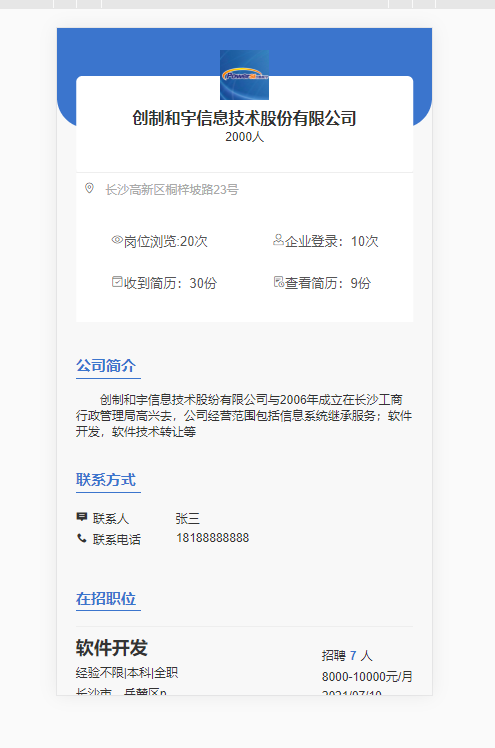 Power
创制和宇信息技术股份有限公司
2000人
长沙高新区桐梓坡路23号
岗位浏览:20次 企业登录：10次
收到简历：30份 查看简历：9份
公司简介
创制和宇信息技术股纷有限公司与2006年成立在长沙工商
行政管理局高兴去，公司经营范围包括信息系统继承服务；软件
开发，软件技术转让等
联系方式
联系人 张三
联系电话 18188888888
在招职位
软件开发
招聘 7 人
经验不限|本科|全职
8000-10000元/月
长沙市 岳麓区
2021/07/10